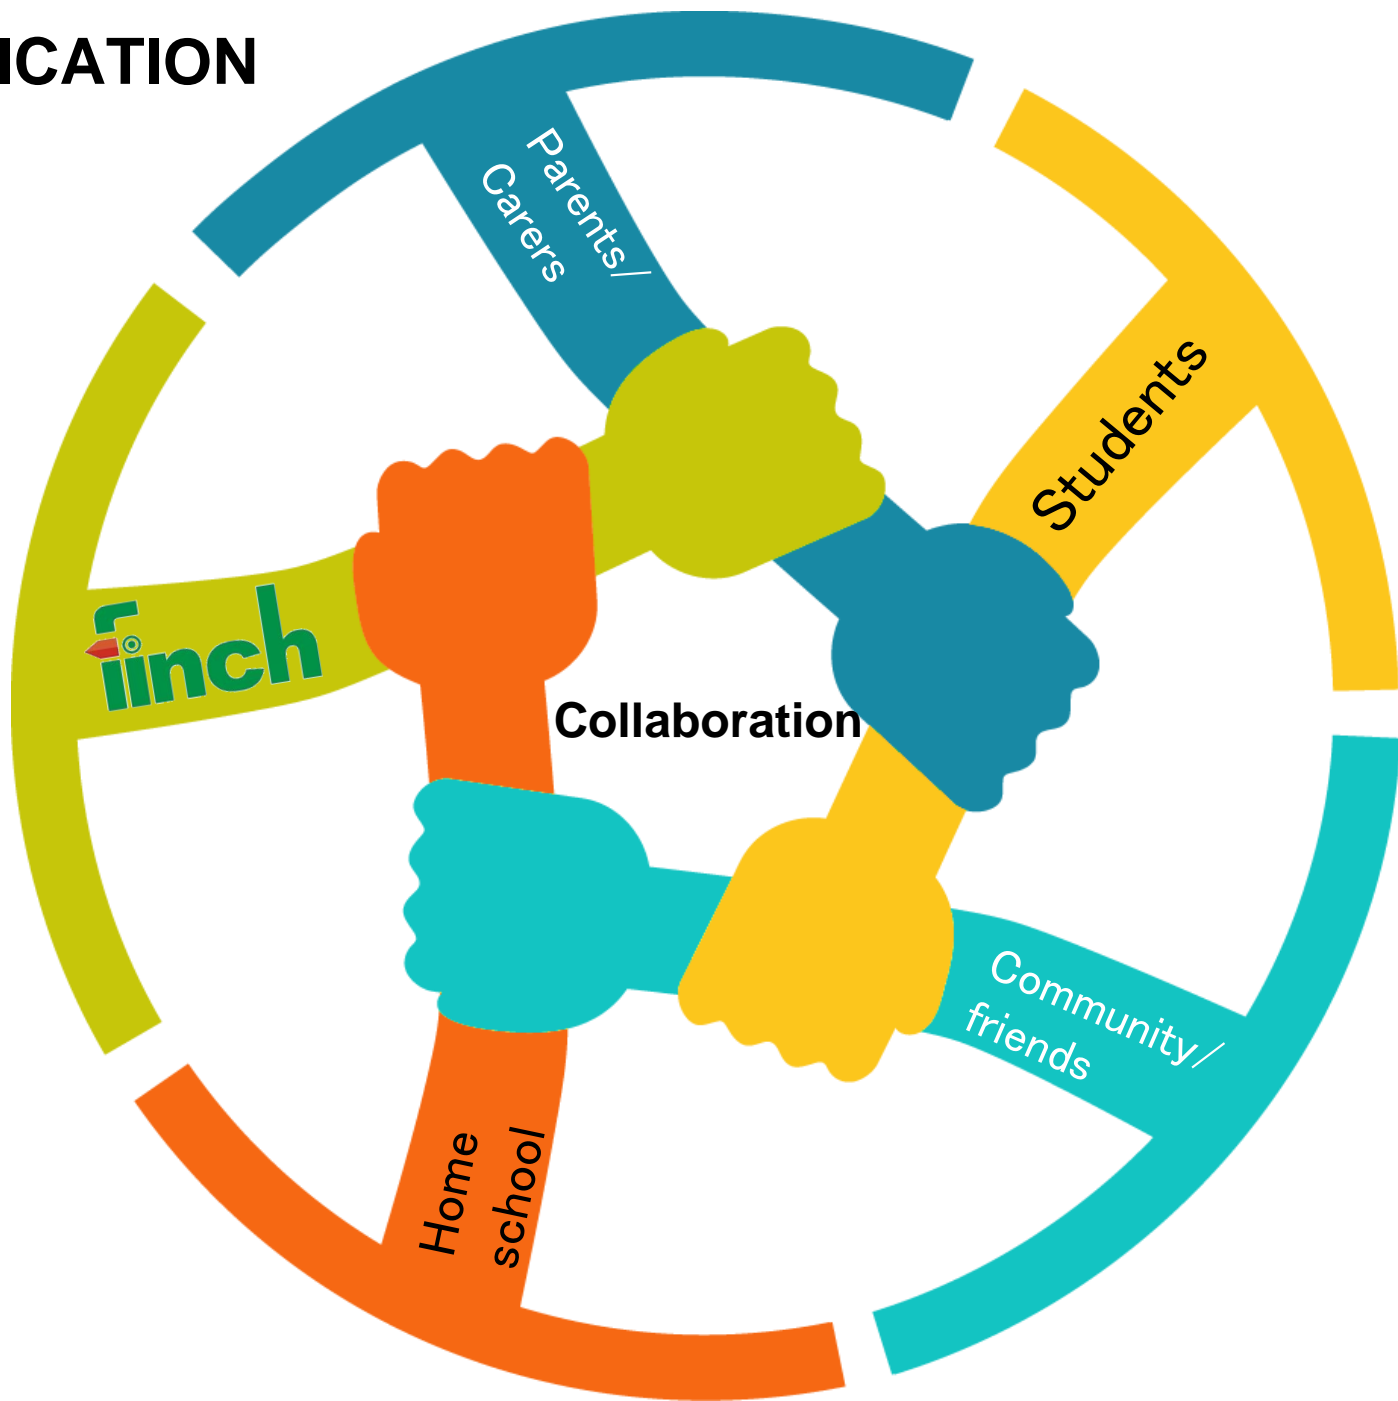 ICATION
Parents/
Carers
Students
finch
Collaboration
Community/
friends
Home
school